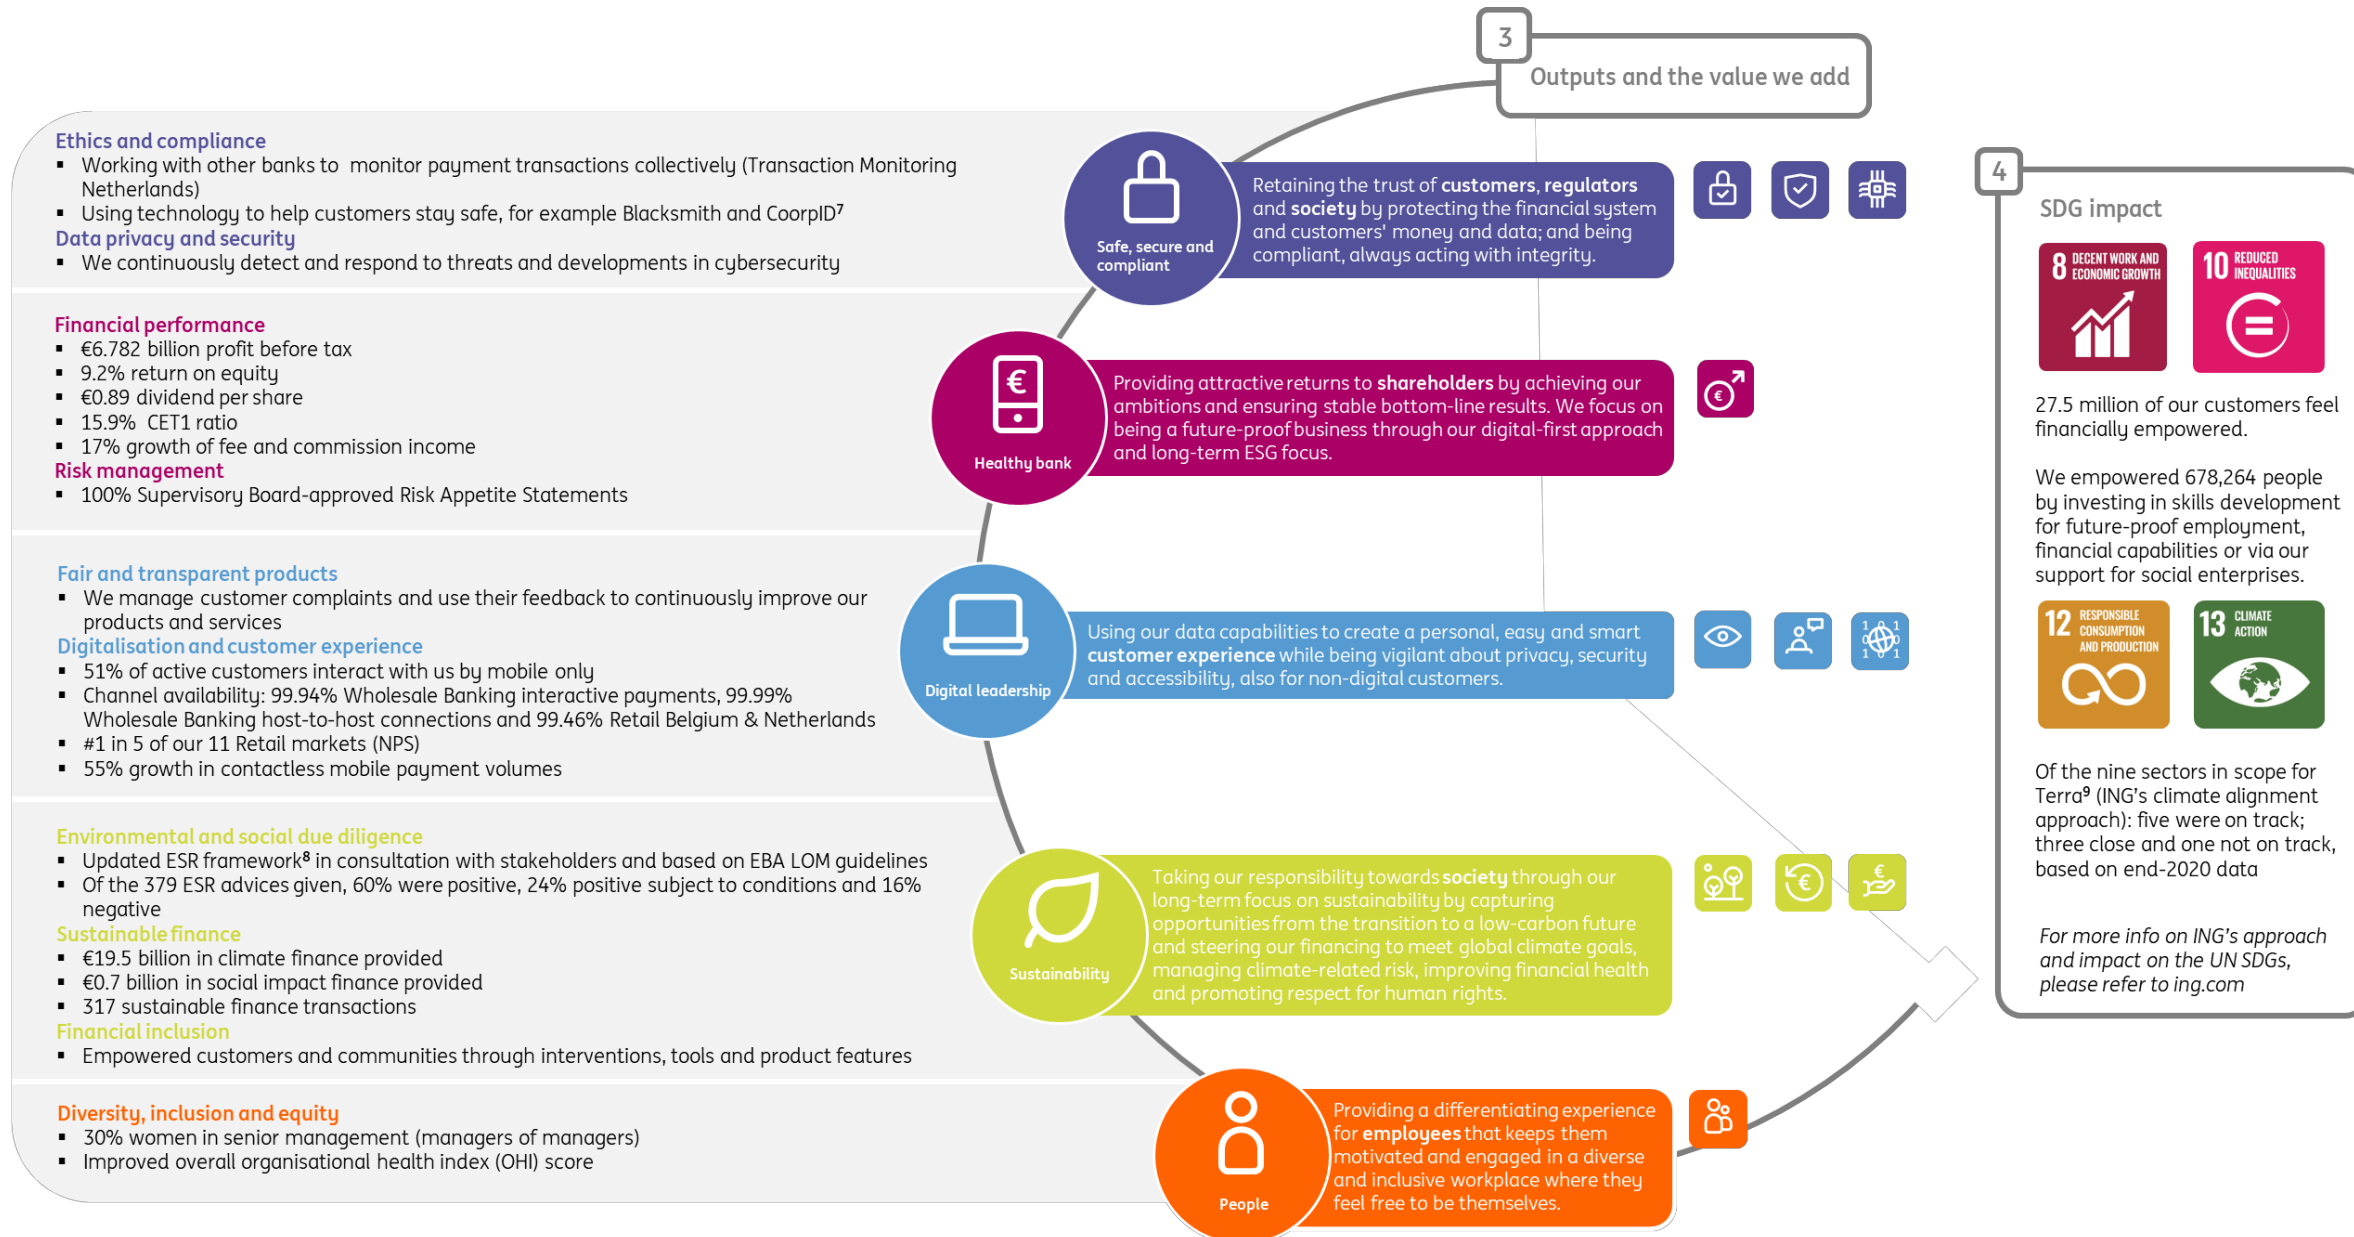 3
Outputs and the value we add
Ethics and compliance
▪ Working with other banks to monitor payment transactions collectively (Transaction Monitoring
Netherlands)
▪ Using technology to help customers stay safe, for example Blacksmith and CoorpID⁷
Data privacy and security
▪ We continuously detect and respond to threats and developments in cybersecurity
Safe, secure and
compliant
Retaining the trust of customers, regulators
and society by protecting the financial system
and customers' money and data; and being
compliant, always acting with integrity.
Financial performance
▪ €6.782 billion profit before tax
▪ 9.2% return on equity
▪ €0.89 dividend per share
▪ 15.9% CET1 ratio
▪ 17% growth of fee and commission income
Risk management
▪ 100% Supervisory Board-approved Risk Appetite Statements
€
Healthy bank
Providing attractive returns to shareholders by achieving our
ambitions and ensuring stable bottom-line results. We focus on
being a future-proof business through our digital-first approach
and long-term ESG focus.
€
Fair and transparent products
▪ We manage customer complaints and use their feedback to continuously improve our
products and services
Digitalisation and customer experience
▪ 51% of active customers interact with us by mobile only
▪ Channel availability: 99.94% Wholesale Banking interactive payments, 99.99%
Wholesale Banking host-to-host connections and 99.46% Retail Belgium & Netherlands
▪ #1 in 5 of our 11 Retail markets (NPS)
▪ 55% growth in contactless mobile payment volumes
Digital leadership
Using our data capabilities to create a personal, easy and smart
customer experience while being vigilant about privacy, security
and accessibility, also for non-digital customers.
1 0 1
0 0
1 0 1
Environmental and social due diligence
▪ Updated ESR framework⁸ in consultation with stakeholders and based on EBA LOM guidelines
▪ Of the 379 ESR advices given, 60% were positive, 24% positive subject to conditions and 16%
negative
Sustainable finance
▪ €19.5 billion in climate finance provided
▪ €0.7 billion in social impact finance provided
▪ 317 sustainable finance transactions
Financial inclusion
▪ Empowered customers and communities through interventions, tools and product features
Sustainability
Taking our responsibility towards society through our
long-term focus on sustainability by capturing
opportunities from the transition to a low-carbon future
and steering our financing to meet global climate goals,
managing climate-related risk, improving financial health
and promoting respect for human rights.
€
€
Diversity, inclusion and equity
▪ 30% women in senior management (managers of managers)
▪ Improved overall organisational health index (OHI) score
People
Providing a differentiating experience
for employees that keeps them
motivated and engaged in a diverse
and inclusive workplace where they
feel free to be themselves.
4
SDG impact
8 DECENT WORK AND
ECONOMIC GROWTH
10 REDUCED
INEQUALITIES
27.5 million of our customers feel
financially empowered.
We empowered 678,264 people
by investing in skills development
for future-proof employment,
financial capabilities or via our
support for social enterprises.
12 RESPONSIBLE
CONSUMPTION
AND PRODUCTION
13 CLIMATE
ACTION
Of the nine sectors in scope for
Terra⁹ (ING's climate alignment
approach): five were on track;
three close and one not on track,
based on end-2020 data
For more info on ING's approach
and impact on the UN SDGs,
please refer to ing.com